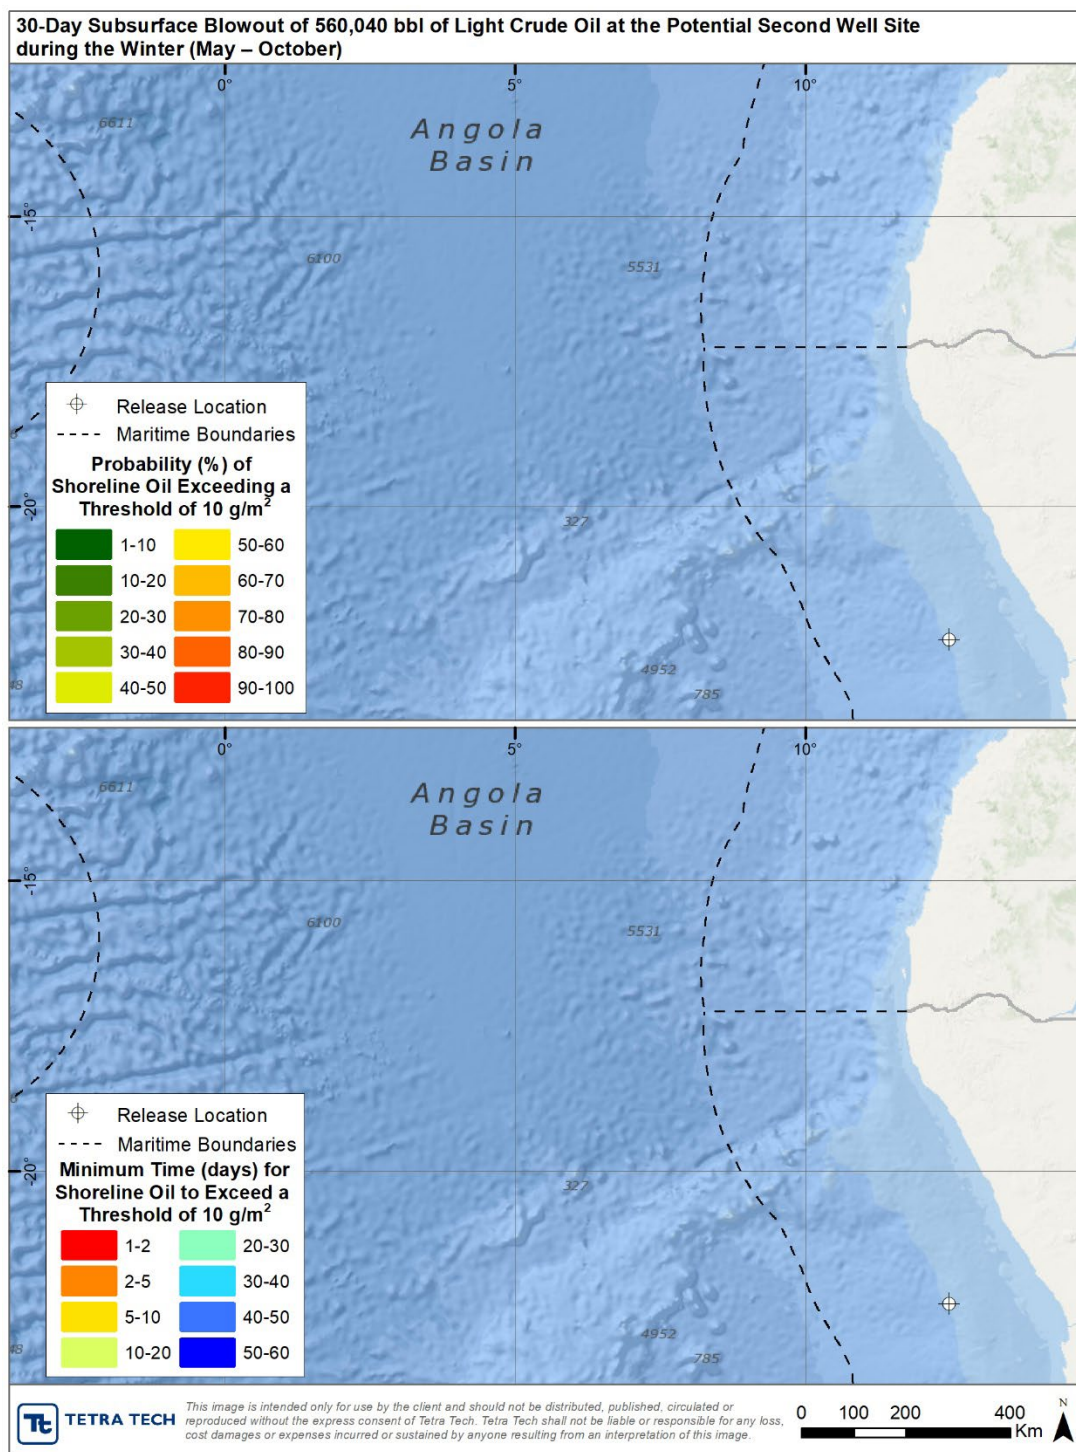 30-Day Subsurface Blowout of 560,040 bbl of Light Crude Oil at the Potential Second Well Site
during the Winter (May – October)
0° 5° 10°
6611
Angola
Basin
-15°
6100 5531
Release Location
Maritime Boundaries
Probability (%) of
Shoreline Oil Exceeding a
Threshold of 10 g/m²
1-10 50-60
10-20 60-70
20-30 70-80
30-40 80-90
40-50 90-100
-20°
327
4952
48 785
0° 5° 10°
6611
Angola
Basin
-15°
6100 5531
Release Location
Maritime Boundaries
Minimum Time (days) for
Shoreline Oil to Exceed a
Threshold of 10 g/m²
1-2 20-30
2-5 30-40
5-10 40-50
10-20 50-60
-20°
327
4952
48 785
Tt TETRA TECH
This image is intended only for use by the client and should not be distributed, published, circulated or
reproduced without the express consent of Tetra Tech. Tetra Tech shall not be liable or responsible for any loss,
cost damages or expenses incurred or sustained by anyone resulting from an interpretation of this image.
0 100 200 400
Km
N